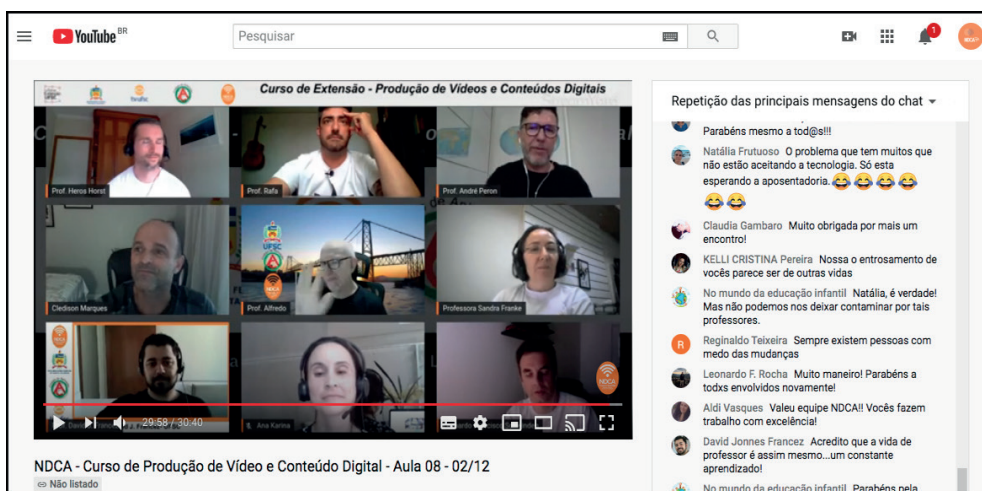 YouTube BR
Pesquisar
1
Curso de Extensão - Produção de Vídeos e Conteúdos Digitais
Prof. Heros Horst
Prof. Rafa
Prof. André Peron
UFSC
NDCA
Cledison Marques
Prof. Alfredo
Professora Sandra Franke
NDCA
Ana Karina
29:58 / 30:40
NDCA - Curso de Produção de Vídeo e Conteúdo Digital - Aula 08 - 02/12
Não listado
Repetição das principais mensagens do chat
Parabéns mesmo a tod@s!!!
Natália Frutuoso O problema que tem muitos que
não estão aceitando a tecnologia. Só esta
esperando a aposentadoria. 😂😂😂😂
😂😂
Claudia Gambaro Muito obrigada por mais um
encontro!
KELLI CRISTINA Pereira Nossa o entrosamento de
vocês parece ser de outras vidas
No mundo da educação infantil Natália, é verdade!
Mas não podemos nos deixar contaminar por tais
professores.
R
Reginaldo Teixeira Sempre existem pessoas com
medo das mudanças
Leonardo F. Rocha Muito maneiro! Parabéns a
todxs envolvidos novamente!
Aldi Vasques Valeu equipe NDCA!! Vocês fazem
trabalho com excelência!
David Jonnes Francez Acredito que a vida de
professor é assim mesmo...um constante
aprendizado!
No mundo da educação infantil Parabéns pela